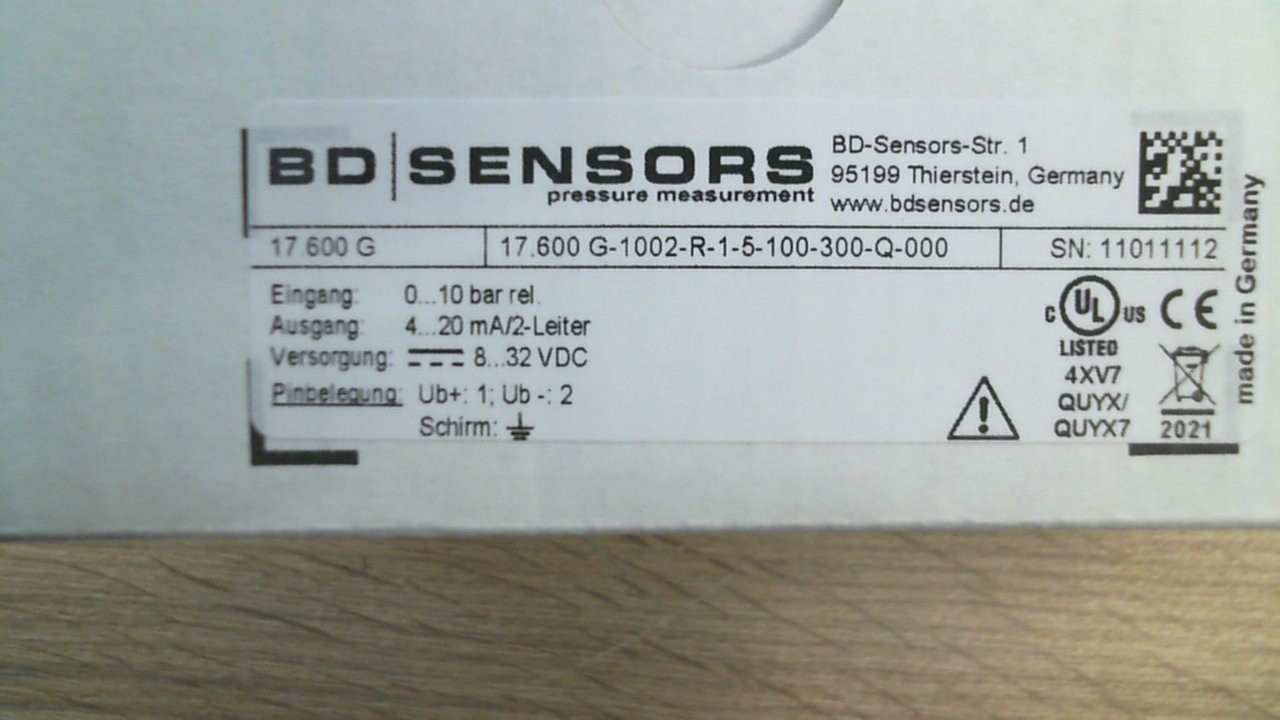 BD SENSORS
pressure measurement
BD-Sensors-Str. 1
95199 Thierstein, Germany
www.bdsensors.de
17.600 G 17.600 G-1002-R-1-5-100-300-Q-000 SN: 11011112
Eingang: 0...10 bar rel.
Ausgang: 4...20 mA/2-Leiter
Versorgung: 8...32 VDC
Pinbelegung: Ub+: 1; Ub -: 2
Schirm:
C UL US CE
LISTED
4XV7
QUYX/
QUYX7
2021
made in Germany